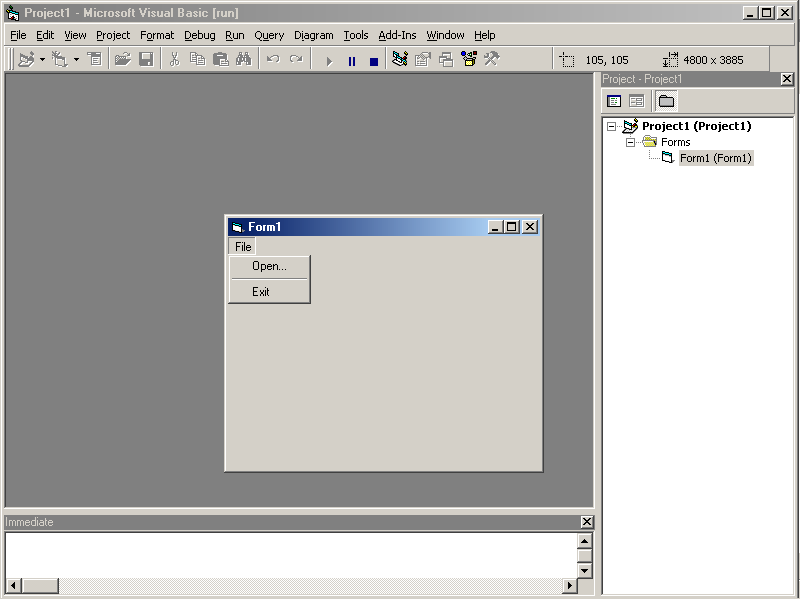 Project1 - Microsoft Visual Basic [run]
File Edit View Project Format Debug Run Query Diagram Tools Add-Ins Window Help
105, 105 4800 x 3885
Project - Project1
Project1 (Project1)
Forms
Form1 (Form1)
Form1
File
Open...
Exit
Immediate